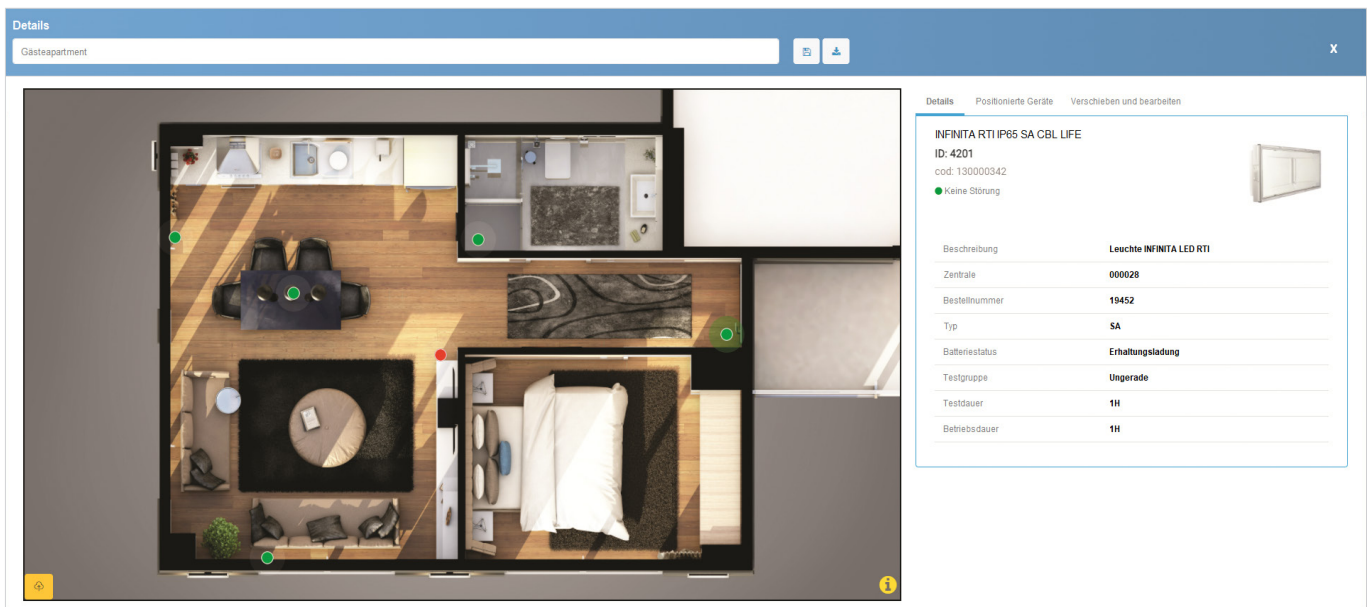 Details
Gästeapartment
X
Details Positionierte Geräte Verschieben und bearbeiten
INFINITA RTI IP65 SA CBL LIFE
ID: 4201
cod: 130000342
Keine Störung
Beschreibung Leuchte INFINITA LED RTI
Zentrale 000028
Bestellnummer 19452
Typ SA
Batteriestatus Erhaltungsladung
Testgruppe Ungerade
Testdauer 1H
Betriebsdauer 1H
i